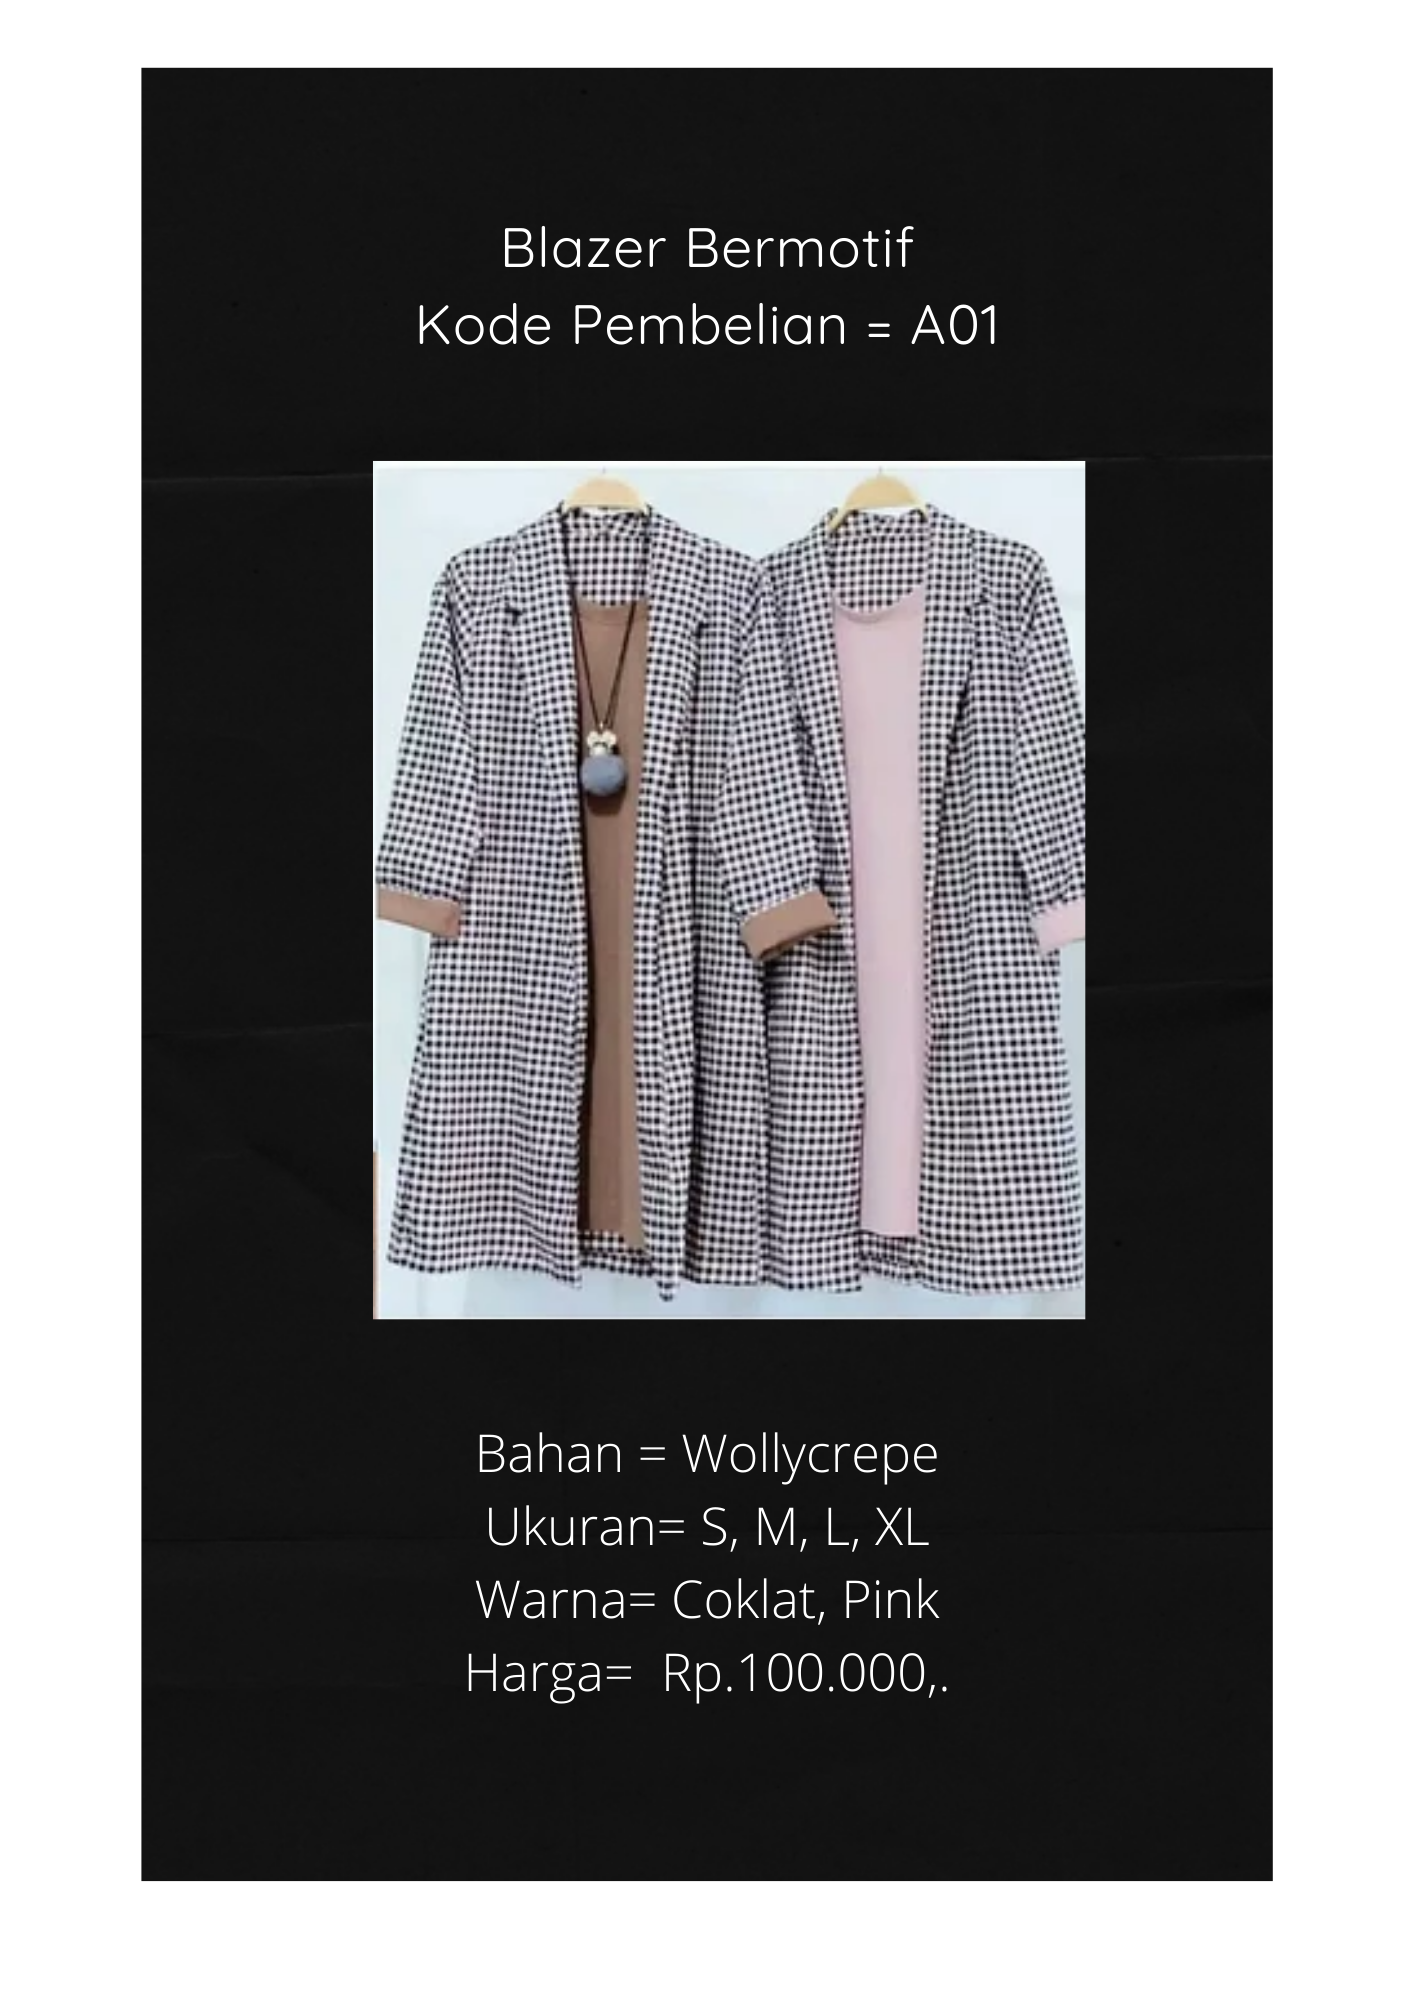 Blazer Bermotif
Kode Pembelian = A01
Bahan = Wollycrepe
Ukuran= S, M, L, XL
Warna= Coklat, Pink
Harga=  Rp.100.000,.